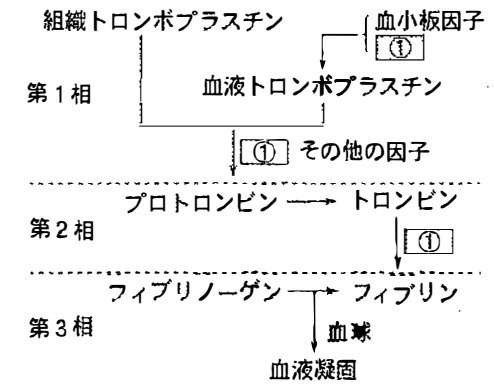 組織トロンボプラスチン 血小板因子
①
第1相 血液トロンボプラスチン
① その他の因子
プロトロンビン → トロンビン
第2相
①
フィブリノーゲン → フィブリン
第3相 血球
血液凝固